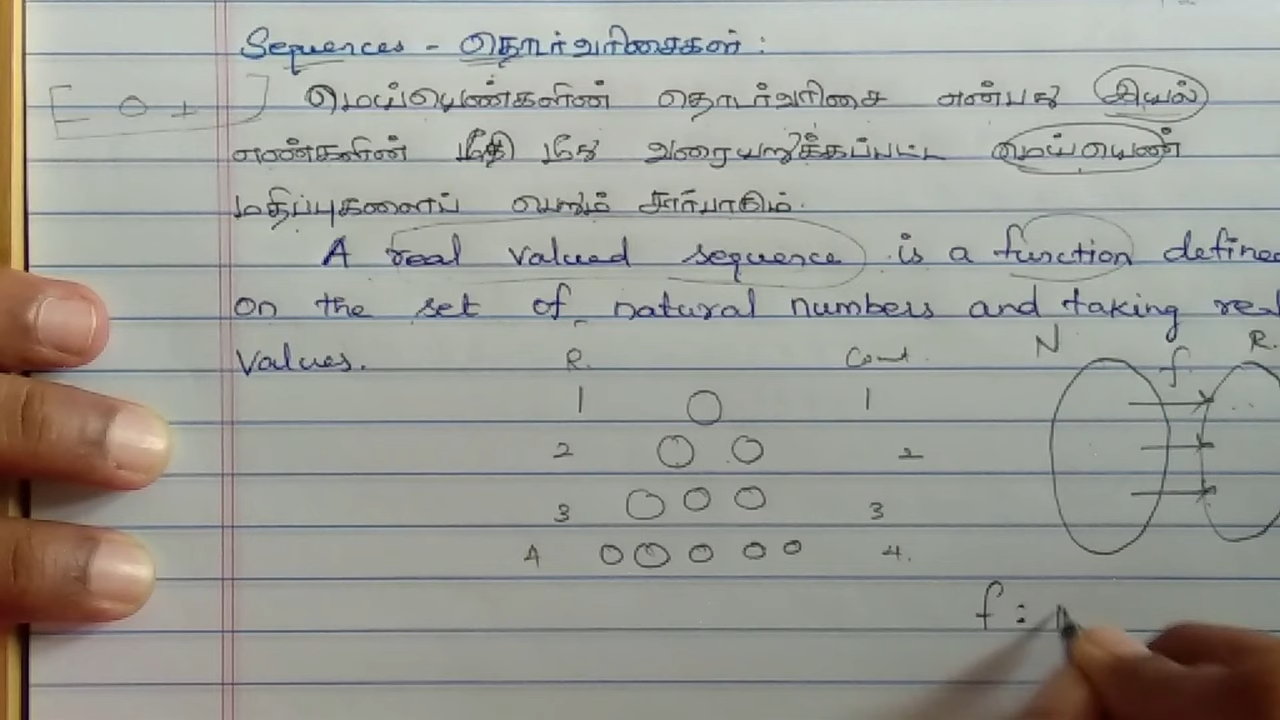 Sequences - தொடர்வரிசைகள் :
மெய்யெண்களின் தொடர்வரிசை என்பது இயல்
எண்களின் மீது வரையறுக்கப்பட்ட மெய்யெண்
மதிப்புகளைப் பெறும் சார்பாகும்.
A real valued sequence is a function define
on the set of natural numbers and taking real
Values.
R. Count. N f R.
1 1
2 2
3 3
4 4.
f :